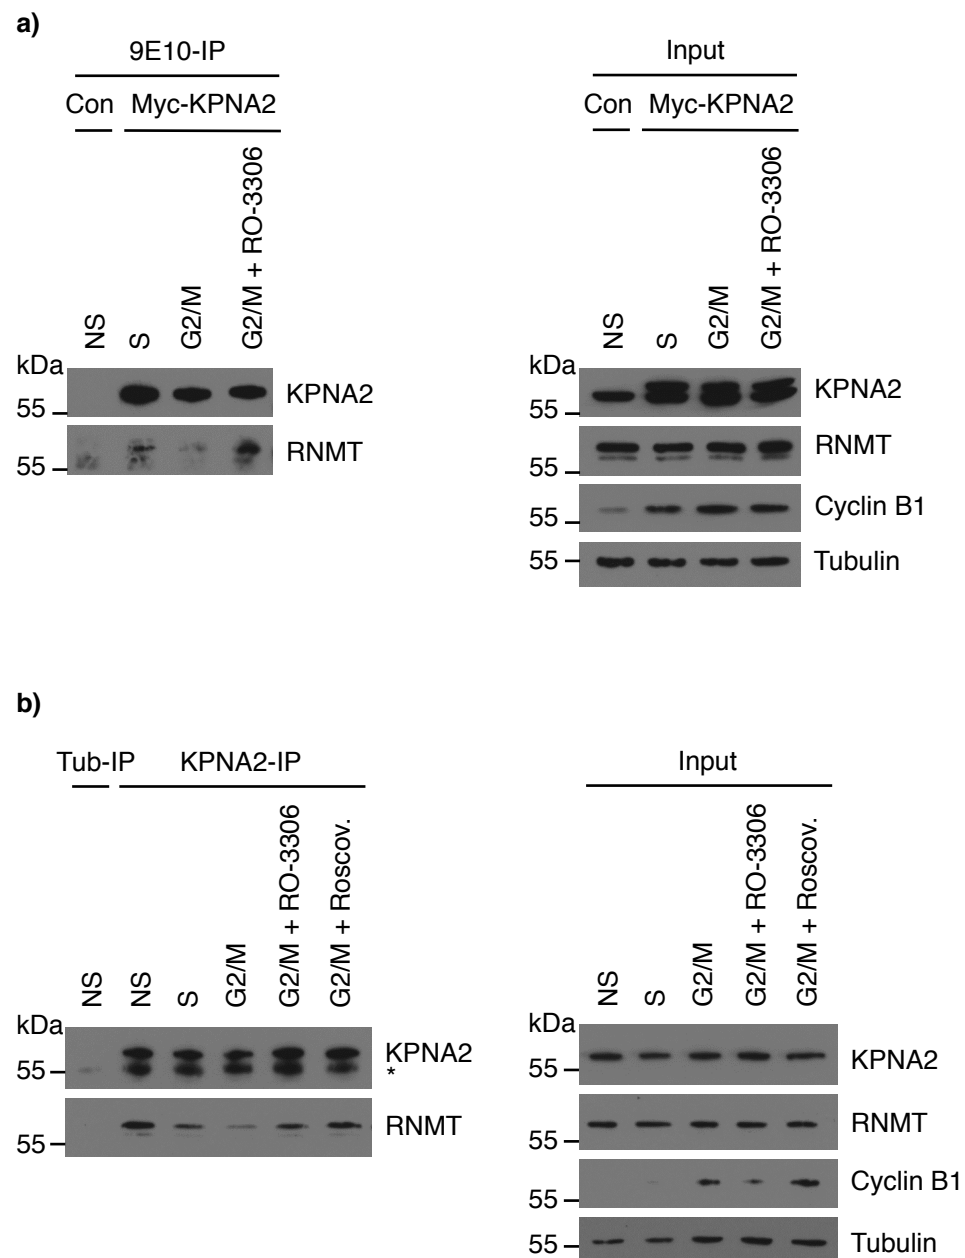 a)
9E10-IP
Con Myc-KPNA2
NS
S
G2/M
G2/M + RO-3306
kDa
55
KPNA2
55
RNMT
Input
Con Myc-KPNA2
NS
S
G2/M
G2/M + RO-3306
kDa
55
KPNA2
55
RNMT
55
Cyclin B1
55
Tubulin
b)
Tub-IP KPNA2-IP
NS
NS
S
G2/M
G2/M + RO-3306
G2/M + Roscov.
kDa
KPNA2
55
*
55
RNMT
Input
NS
S
G2/M
G2/M + RO-3306
G2/M + Roscov.
kDa
55
KPNA2
55
RNMT
55
Cyclin B1
55
Tubulin